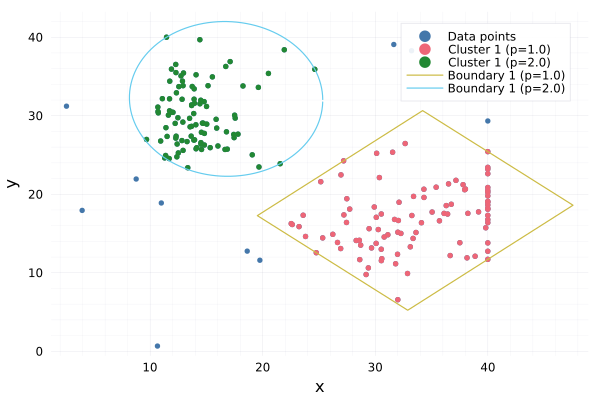 40
30
20
10
0
y
10
20
30
40
x
Data points
Cluster 1 (p=1.0)
Cluster 1 (p=2.0)
Boundary 1 (p=1.0)
Boundary 1 (p=2.0)